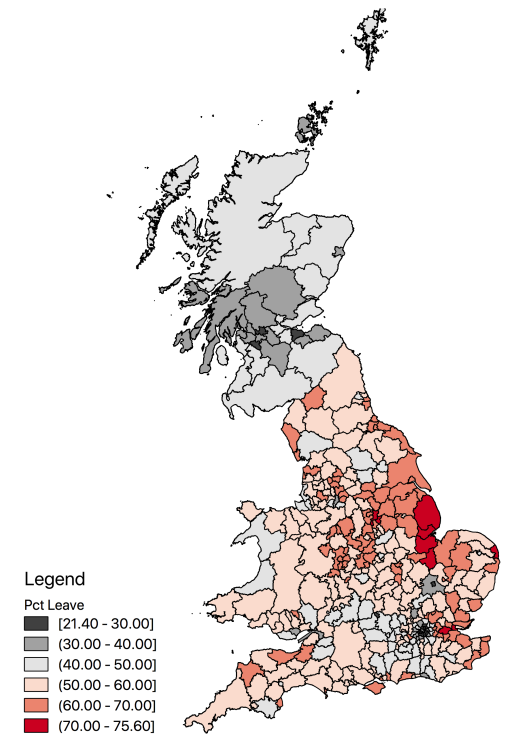 Legend
Pct Leave
[21.40 - 30.00]
(30.00 - 40.00]
(40.00 - 50.00]
(50.00 - 60.00]
(60.00 - 70.00]
(70.00 - 75.60]